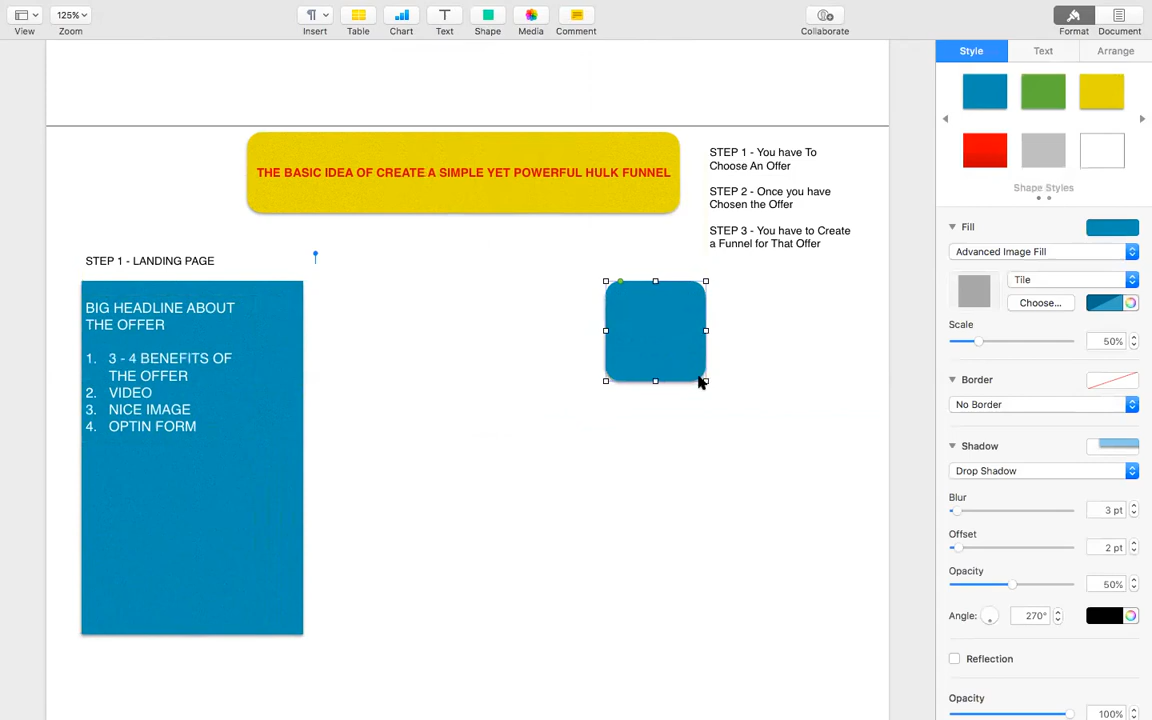 View
125%
Zoom
Insert
Table
Chart
Text
Shape
Media
Comment
Collaborate
Format
Document
Style
Text
Arrange
THE BASIC IDEA OF CREATE A SIMPLE YET POWERFUL HULK FUNNEL
STEP 1 - You have To
Choose An Offer
STEP 2 - Once you have
Chosen the Offer
STEP 3 - You have to Create
a Funnel for That Offer
STEP 1 - LANDING PAGE
BIG HEADLINE ABOUT
THE OFFER
1. 3 - 4 BENEFITS OF
THE OFFER
2. VIDEO
3. NICE IMAGE
4. OPTIN FORM
Shape Styles
Fill
Advanced Image Fill
Tile
Choose...
Scale
50%
Border
No Border
Shadow
Drop Shadow
Blur
3 pt
Offset
2 pt
Opacity
50%
Angle:
270°
Reflection
Opacity
100%